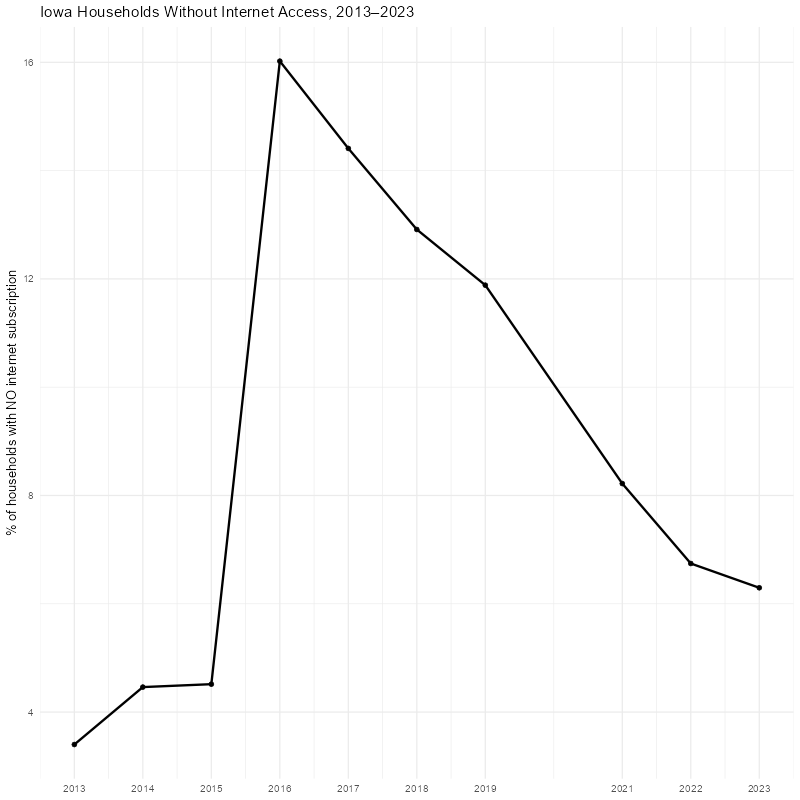 Iowa Households Without Internet Access, 2013–2023
% of households with NO internet subscription
16
12
8
4
2013 2014 2015 2016 2017 2018 2019 2021 2022 2023